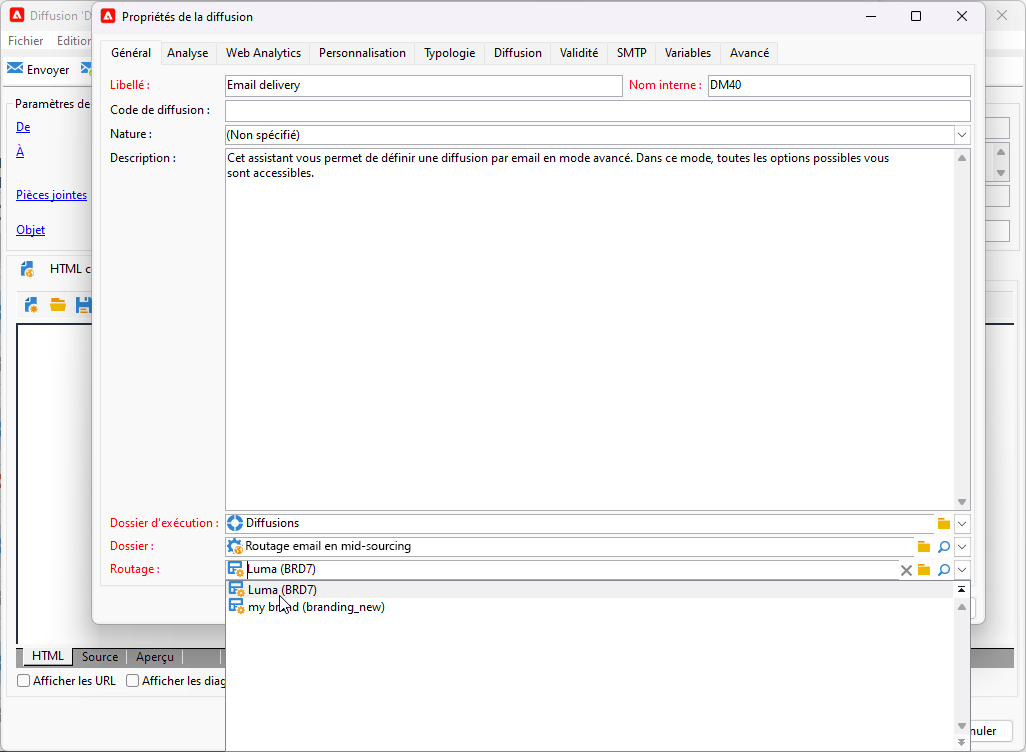 Diffusion 'D
Propriétés de la diffusion
Fichier Edition
Envoyer
Général Analyse Web Analytics Personnalisation Typologie Diffusion Validité SMTP Variables Avancé
Paramètres de
De
À
Pièces jointes
Objet
HTML c
Libellé : Email delivery Nom interne : DM40
Code de diffusion :
Nature : (Non spécifié)
Description : Cet assistant vous permet de définir une diffusion par email en mode avancé. Dans ce mode, toutes les options possibles vous
sont accessibles.
Dossier d'exécution : Diffusions
Dossier : Routage email en mid-sourcing
Routage : Luma (BRD7)
Luma (BRD7)
my brand (branding_new)
HTML Source Aperçu
Afficher les URL Afficher les diag
nuler